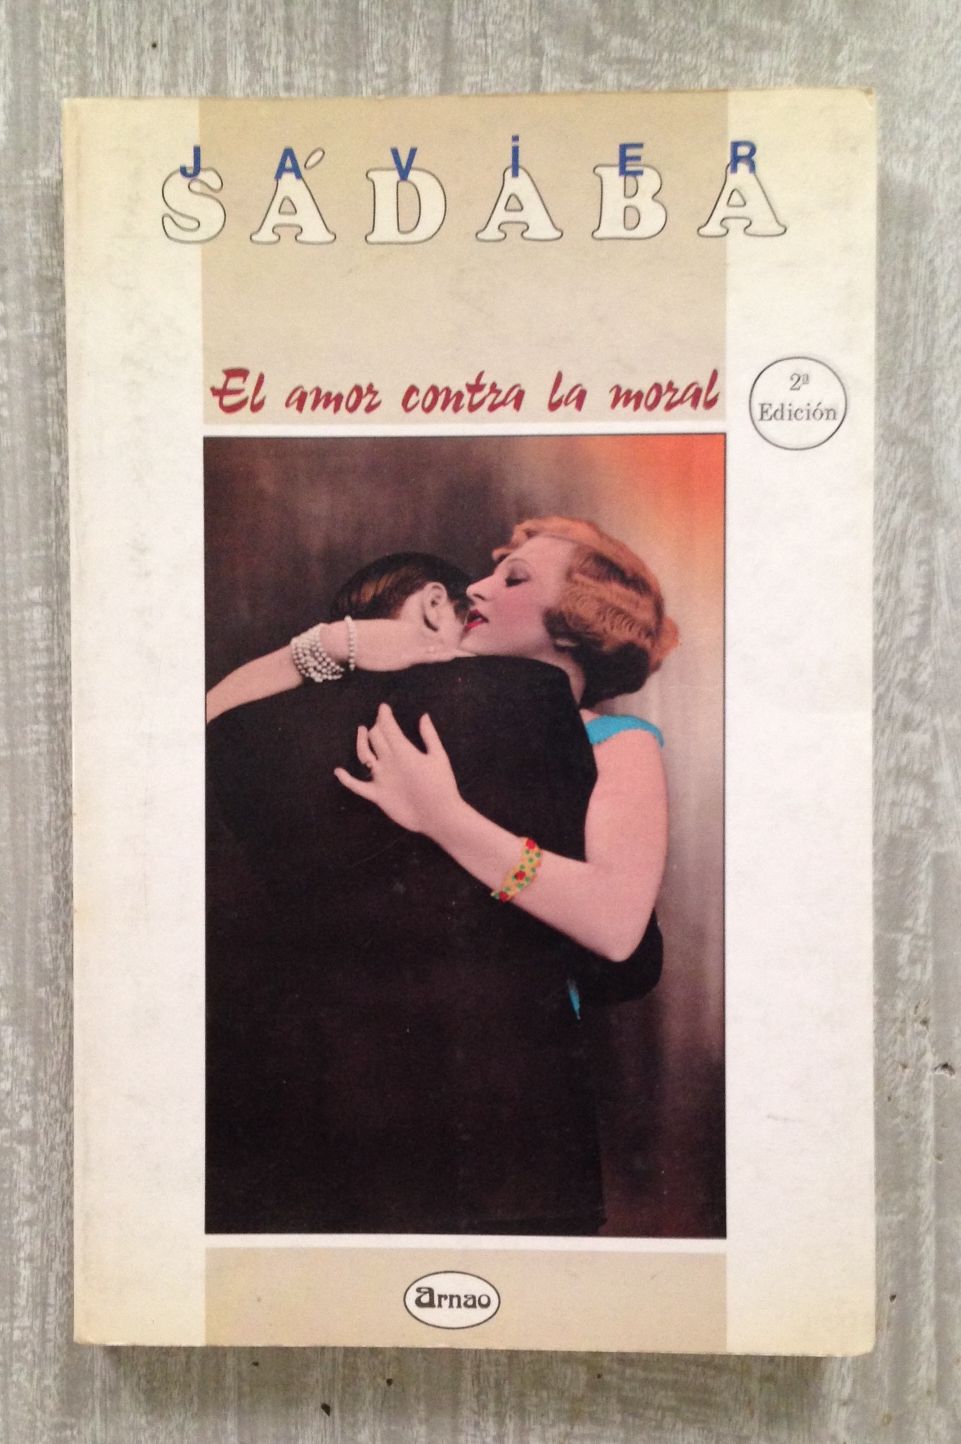 JAViER
SÁDABA
El amor contra la moral
2ª
Edición
arnao